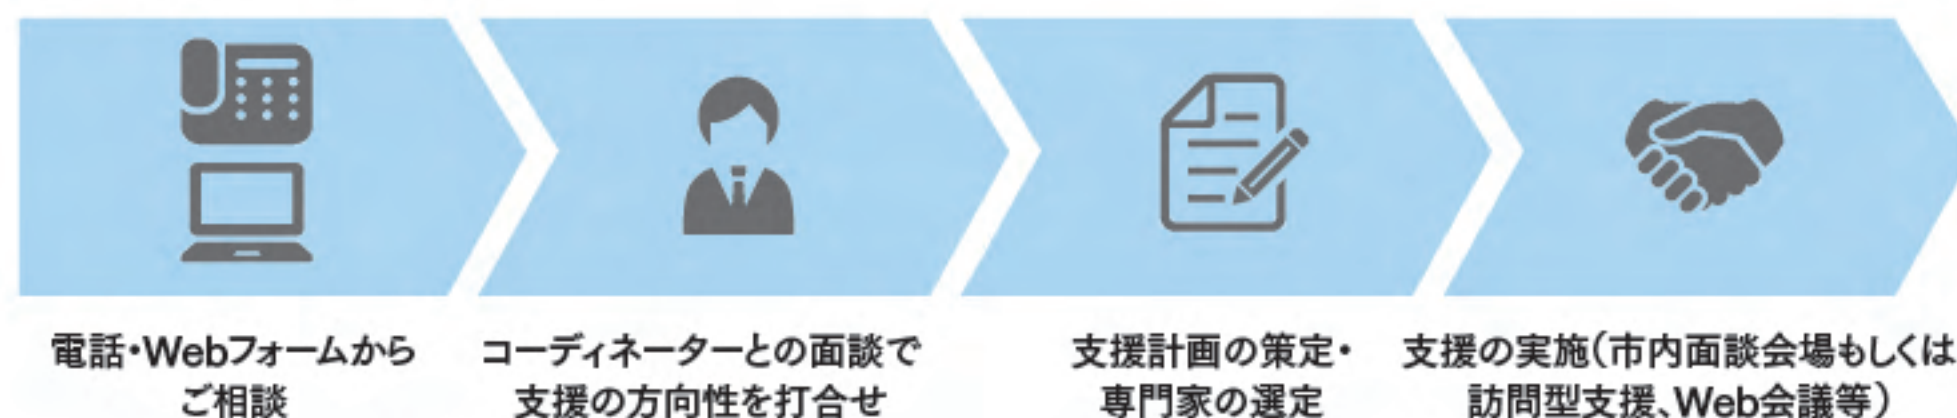 電話・Webフォームから
ご相談
コーディネーターとの面談で
支援の方向性を打合せ
支援計画の策定・
専門家の選定
支援の実施(市内面談会場もしくは
訪問型支援、Web会議等)